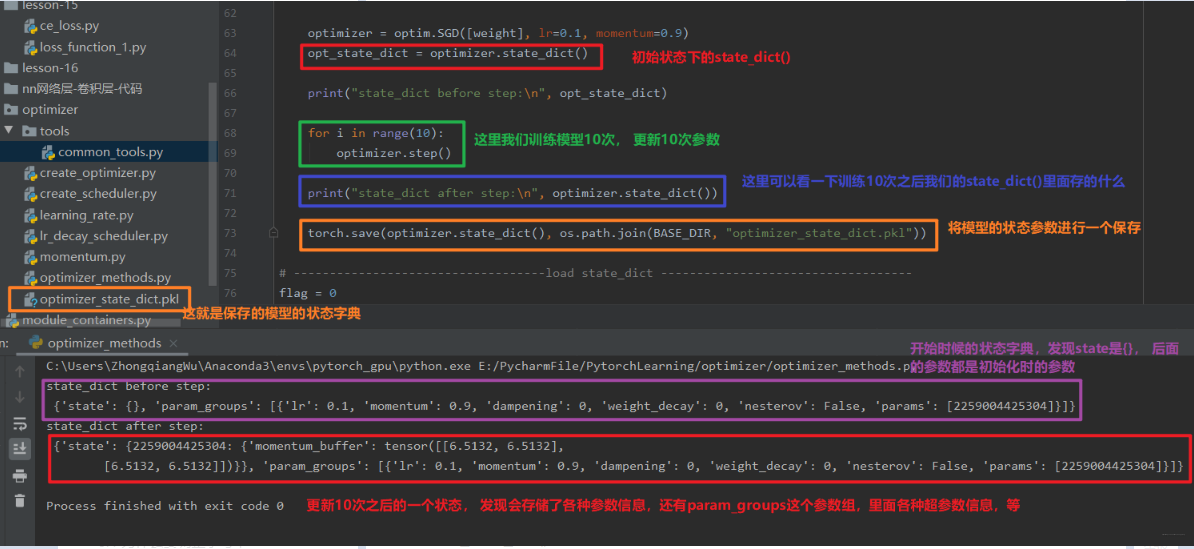 lesson-15
ce_loss.py
loss_function_1.py
lesson-16
nn网络层-卷积层-代码
optimizer
tools
common_tools.py
create_optimizer.py
create_scheduler.py
learning_rate.py
lr_decay_scheduler.py
momentum.py
optimizer_methods.py
optimizer_state_dict.pkl
module_containers.py
这就是保存的模型的状态字典
62
63 optimizer = optim.SGD([weight], lr=0.1, momentum=0.9)
64 opt_state_dict = optimizer.state_dict()
初始状态下的state_dict()
65
66 print("state_dict before step:\n", opt_state_dict)
67
68 for i in range(10):
69 optimizer.step()
这里我们训练模型10次， 更新10次参数
70
71 print("state_dict after step:\n", optimizer.state_dict())
这里可以看一下训练10次之后我们的state_dict()里面存的什么
72
73 torch.save(optimizer.state_dict(), os.path.join(BASE_DIR, "optimizer_state_dict.pkl"))
将模型的状态参数进行一个保存
74
75 # -----------------------------------load state_dict -----------------------------------
76 flag = 0
n: optimizer_methods ×
开始时候的状态字典，发现state是{}， 后面
的参数都是初始化时的参数
C:\Users\ZhongqiangWu\Anaconda3\envs\pytorch_gpu\python.exe E:/PycharmFile/PytorchLearning/optimizer/optimizer_methods.p
state_dict before step:
{'state': {}, 'param_groups': [{'lr': 0.1, 'momentum': 0.9, 'dampening': 0, 'weight_decay': 0, 'nesterov': False, 'params': [2259004425304]}]}
state_dict after step:
{'state': {2259004425304: {'momentum_buffer': tensor([[6.5132, 6.5132],
[6.5132, 6.5132]])}}, 'param_groups': [{'lr': 0.1, 'momentum': 0.9, 'dampening': 0, 'weight_decay': 0, 'nesterov': False, 'params': [2259004425304]}]}
Process finished with exit code 0
更新10次之后的一个状态， 发现会存储了各种参数信息，还有param_groups这个参数组，里面各种超参数信息，等